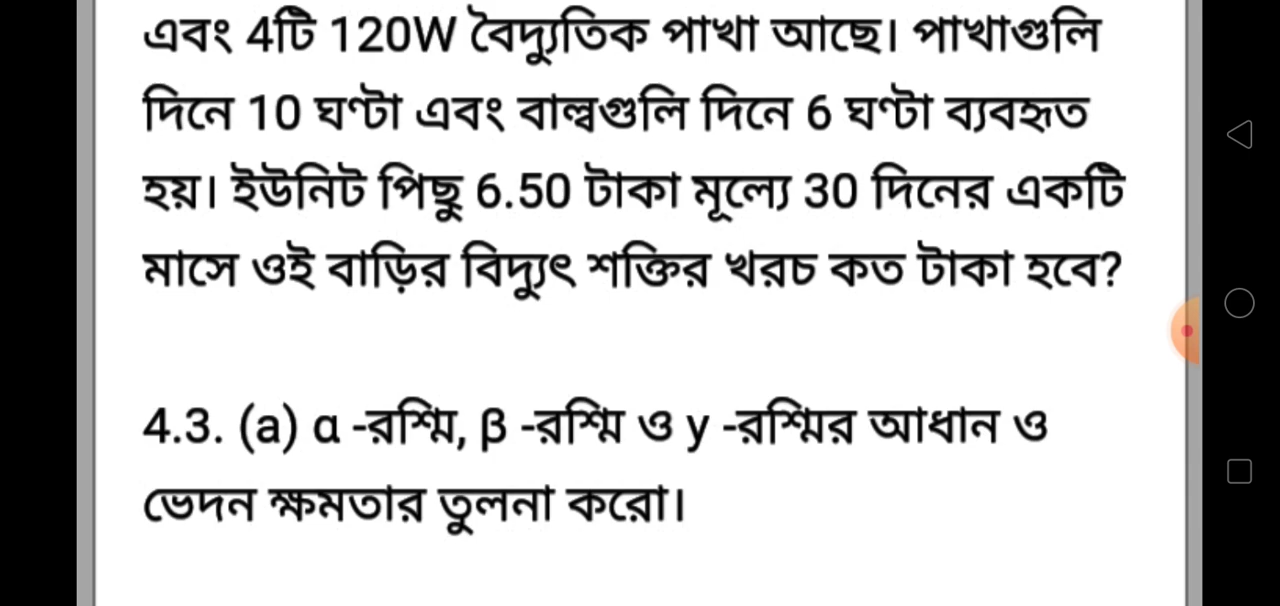 এবং 4টি 120W বৈদ্যুতিক পাখা আছে। পাখাগুলি
দিনে 10 ঘণ্টা এবং বাল্বগুলি দিনে 6 ঘণ্টা ব্যবহৃত
হয়। ইউনিট পিছু 6.50 টাকা মূল্যে 30 দিনের একটি
মাসে ওই বাড়ির বিদ্যুৎ শক্তির খরচ কত টাকা হবে?
4.3. (a) α -রশ্মি, β -রশ্মি ও y -রশ্মির আধান ও
ভেদন ক্ষমতার তুলনা করো।